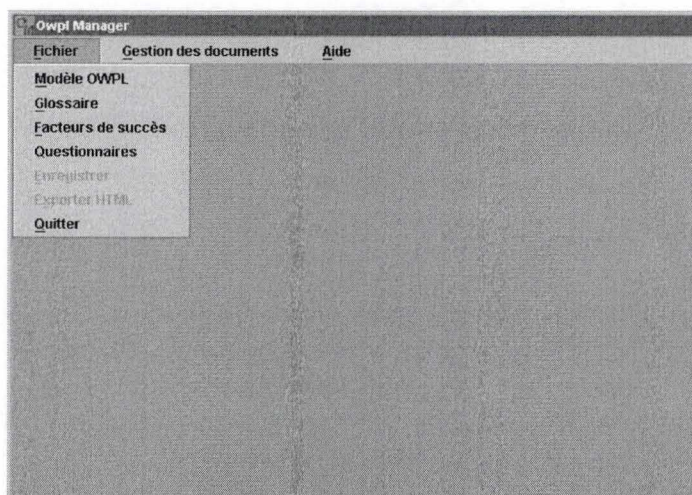 Owpl Manager
Fichier Gestion des documents Aide
Modèle OWPL
Glossaire
Facteurs de succès
Questionnaires
Enregistrer
Exporter HTML
Quitter